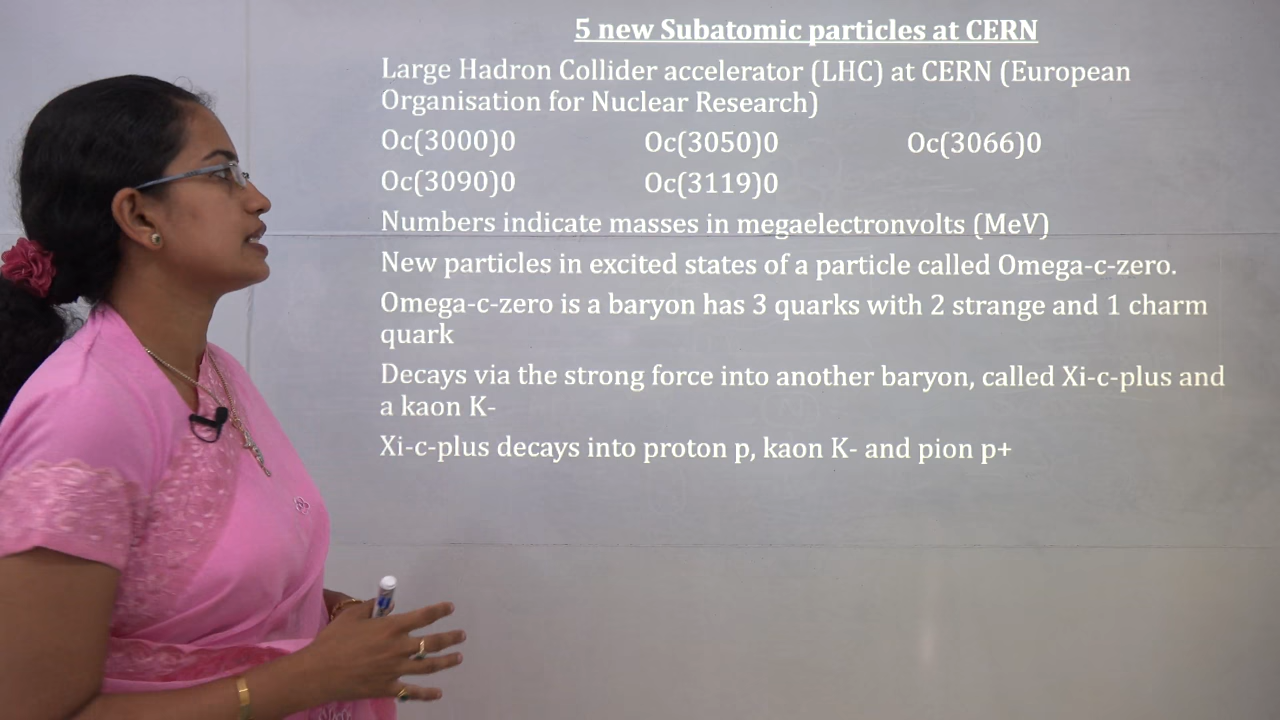 5 new Subatomic particles at CERN
Large Hadron Collider accelerator (LHC) at CERN (European
Organisation for Nuclear Research)
Oc(3000)0 Oc(3050)0 Oc(3066)0
Oc(3090)0 Oc(3119)0
Numbers indicate masses in megaelectronvolts (MeV)
New particles in excited states of a particle called Omega-c-zero.
Omega-c-zero is a baryon has 3 quarks with 2 strange and 1 charm
quark
Decays via the strong force into another baryon, called Xi-c-plus and
a kaon K-
Xi-c-plus decays into proton p, kaon K- and pion p+